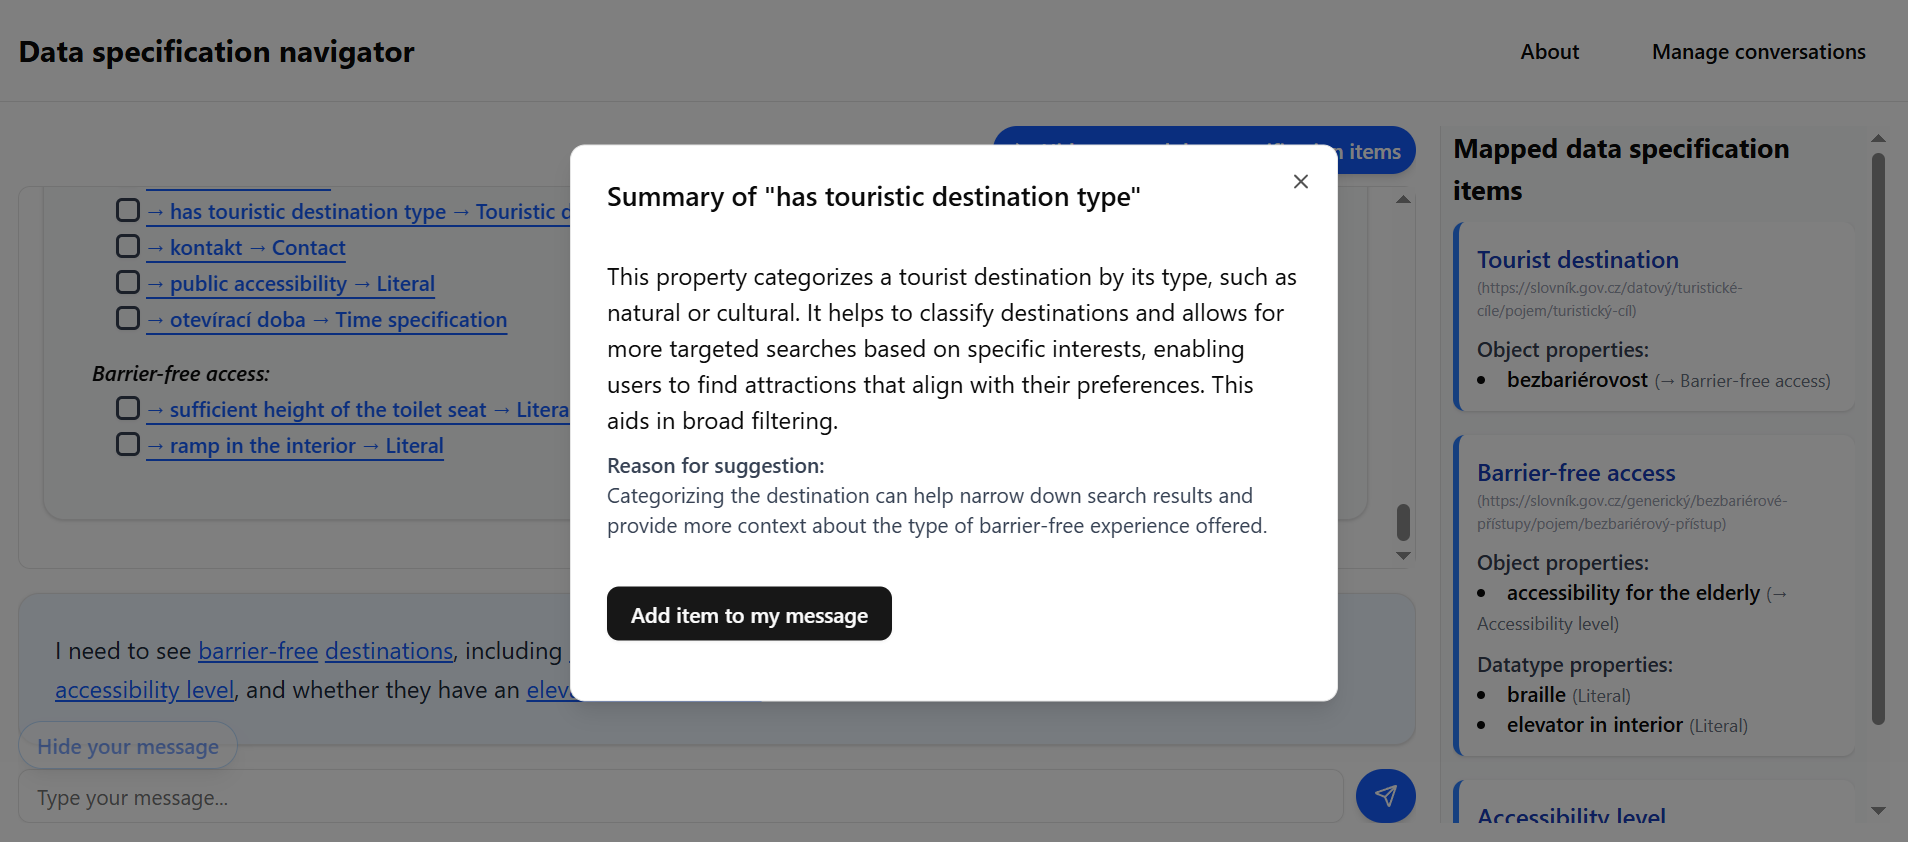 Data specification navigator
About
Manage conversations
items
→ has touristic destination type → Touristic
→ kontakt → Contact
→ public accessibility → Literal
→ otevírací doba → Time specification
Barrier-free access:
→ sufficient height of the toilet seat →
→ ramp in the interior → Literal
I need to see barrier-free destinations, including
accessibility level, and whether they have an
Hide your message
Type your message...
Summary of "has touristic destination type"
This property categorizes a tourist destination by its type, such as
natural or cultural. It helps to classify destinations and allows for
more targeted searches based on specific interests, enabling
users to find attractions that align with their preferences. This
aids in broad filtering.
Reason for suggestion:
Categorizing the destination can help narrow down search results and
provide more context about the type of barrier-free experience offered.
Add item to my message
Mapped data specification
items
Tourist destination
(https://slovník.gov.cz/datový/turistické-
cíle/pojem/turistický-cíl)
Object properties:
• bezbariérovost (→ Barrier-free access)
Barrier-free access
(https://slovník.gov.cz/generický/bezbariérové-
přístupy/pojem/bezbariérový-přístup)
Object properties:
• accessibility for the elderly (→
Accessibility level)
Datatype properties:
• braille (Literal)
• elevator in interior (Literal)
Accessibility level